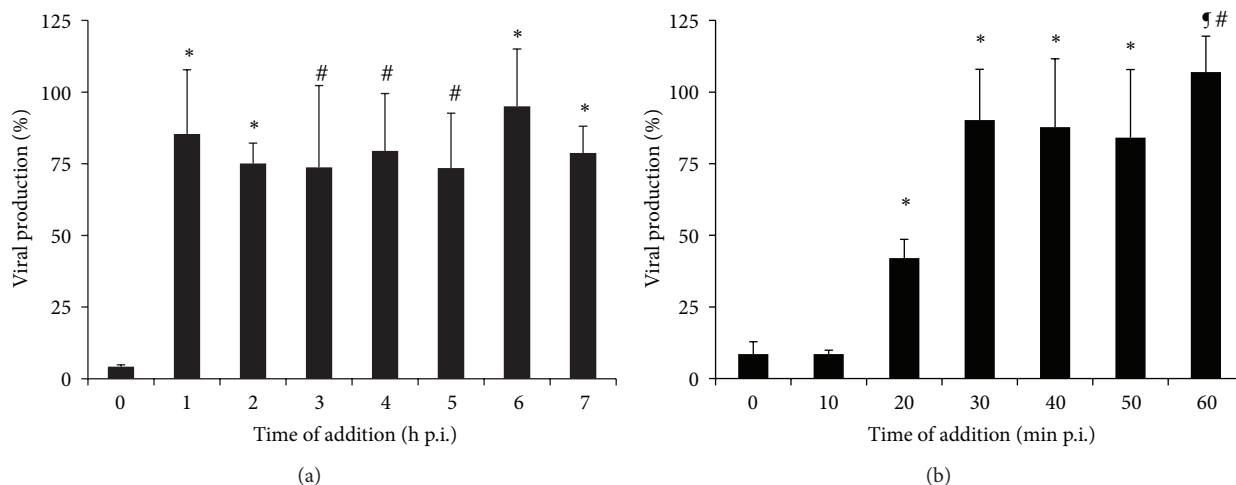 125
100
75
50
25
0
Viral production (%)
* * # # # * *
0 1 2 3 4 5 6 7
Time of addition (h p.i.)
(a)
125
100
75
50
25
0
Viral production (%)
* * * * ¶ #
0 10 20 30 40 50 60
Time of addition (min p.i.)
(b)